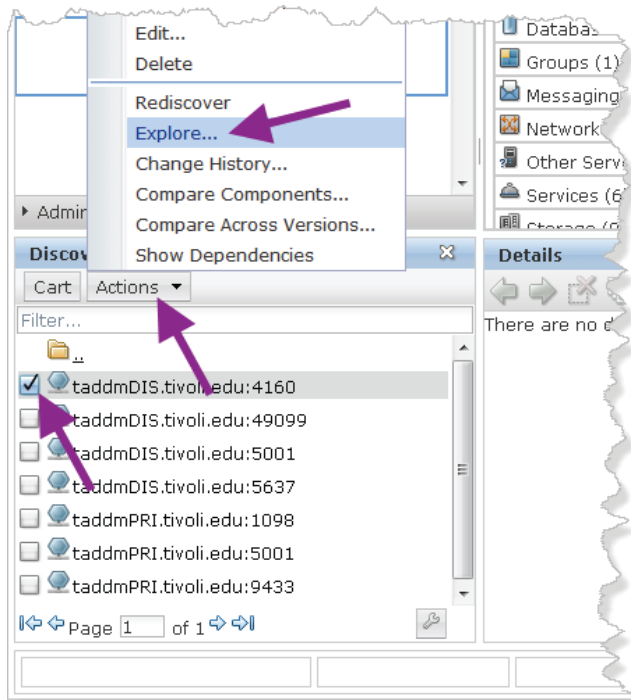 Edit...
Delete
Rediscover
Explore...
Change History...
Compare Components...
Compare Across Versions...
Show Dependencies
Admin
Discov
Cart Actions
Filter...
..
taddmDIS.tivoli.edu:4160
taddmDIS.tivoli.edu:49099
taddmDIS.tivoli.edu:5001
taddmDIS.tivoli.edu:5637
taddmPRI.tivoli.edu:1098
taddmPRI.tivoli.edu:5001
taddmPRI.tivoli.edu:9433
Page 1 of 1
Databas
Groups (1)
Messaging
Network
Other Serv
Services (6
Details
There are no d